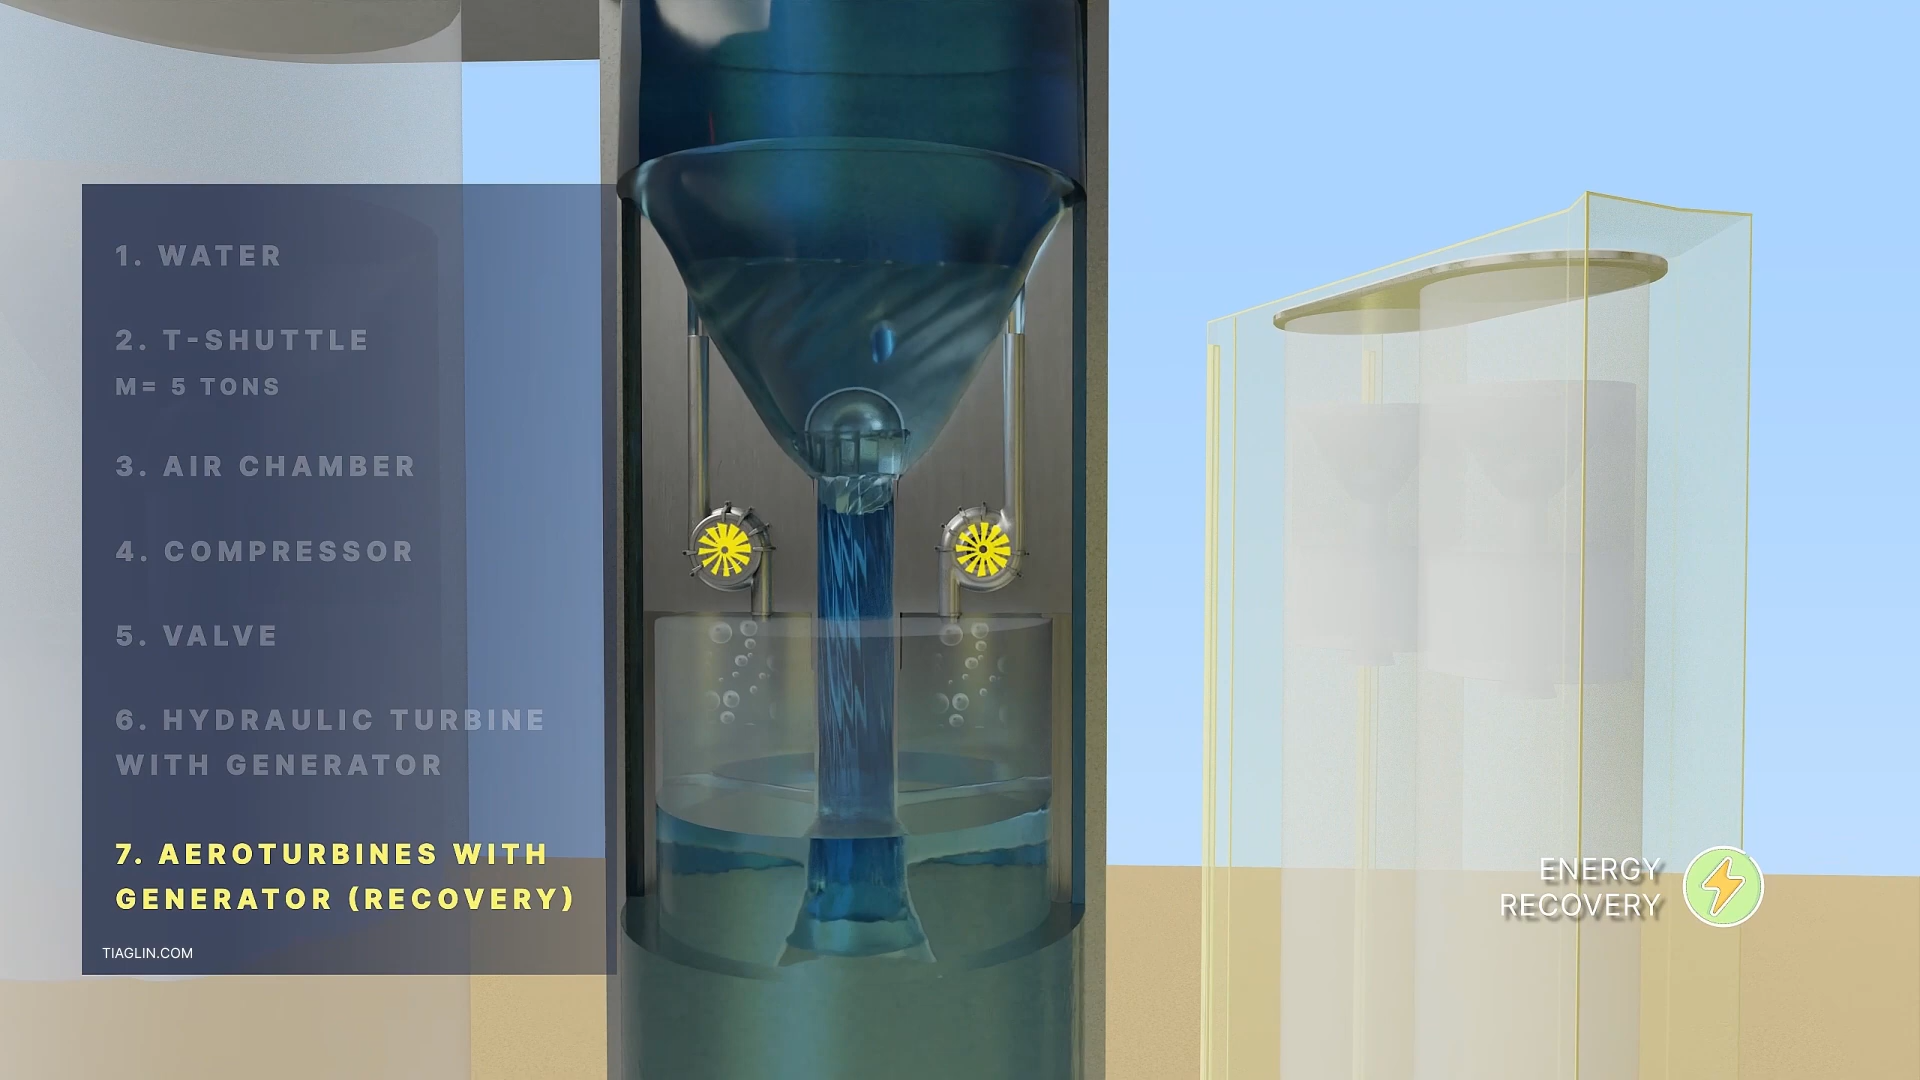 1. WATER
2. T-SHUTTLE
M= 5 TONS
3. AIR CHAMBER
4. COMPRESSOR
5. VALVE
6. HYDRAULIC TURBINE
WITH GENERATOR
7. AEROTURBINES WITH
GENERATOR (RECOVERY)
TIAGLIN.COM
ENERGY
RECOVERY